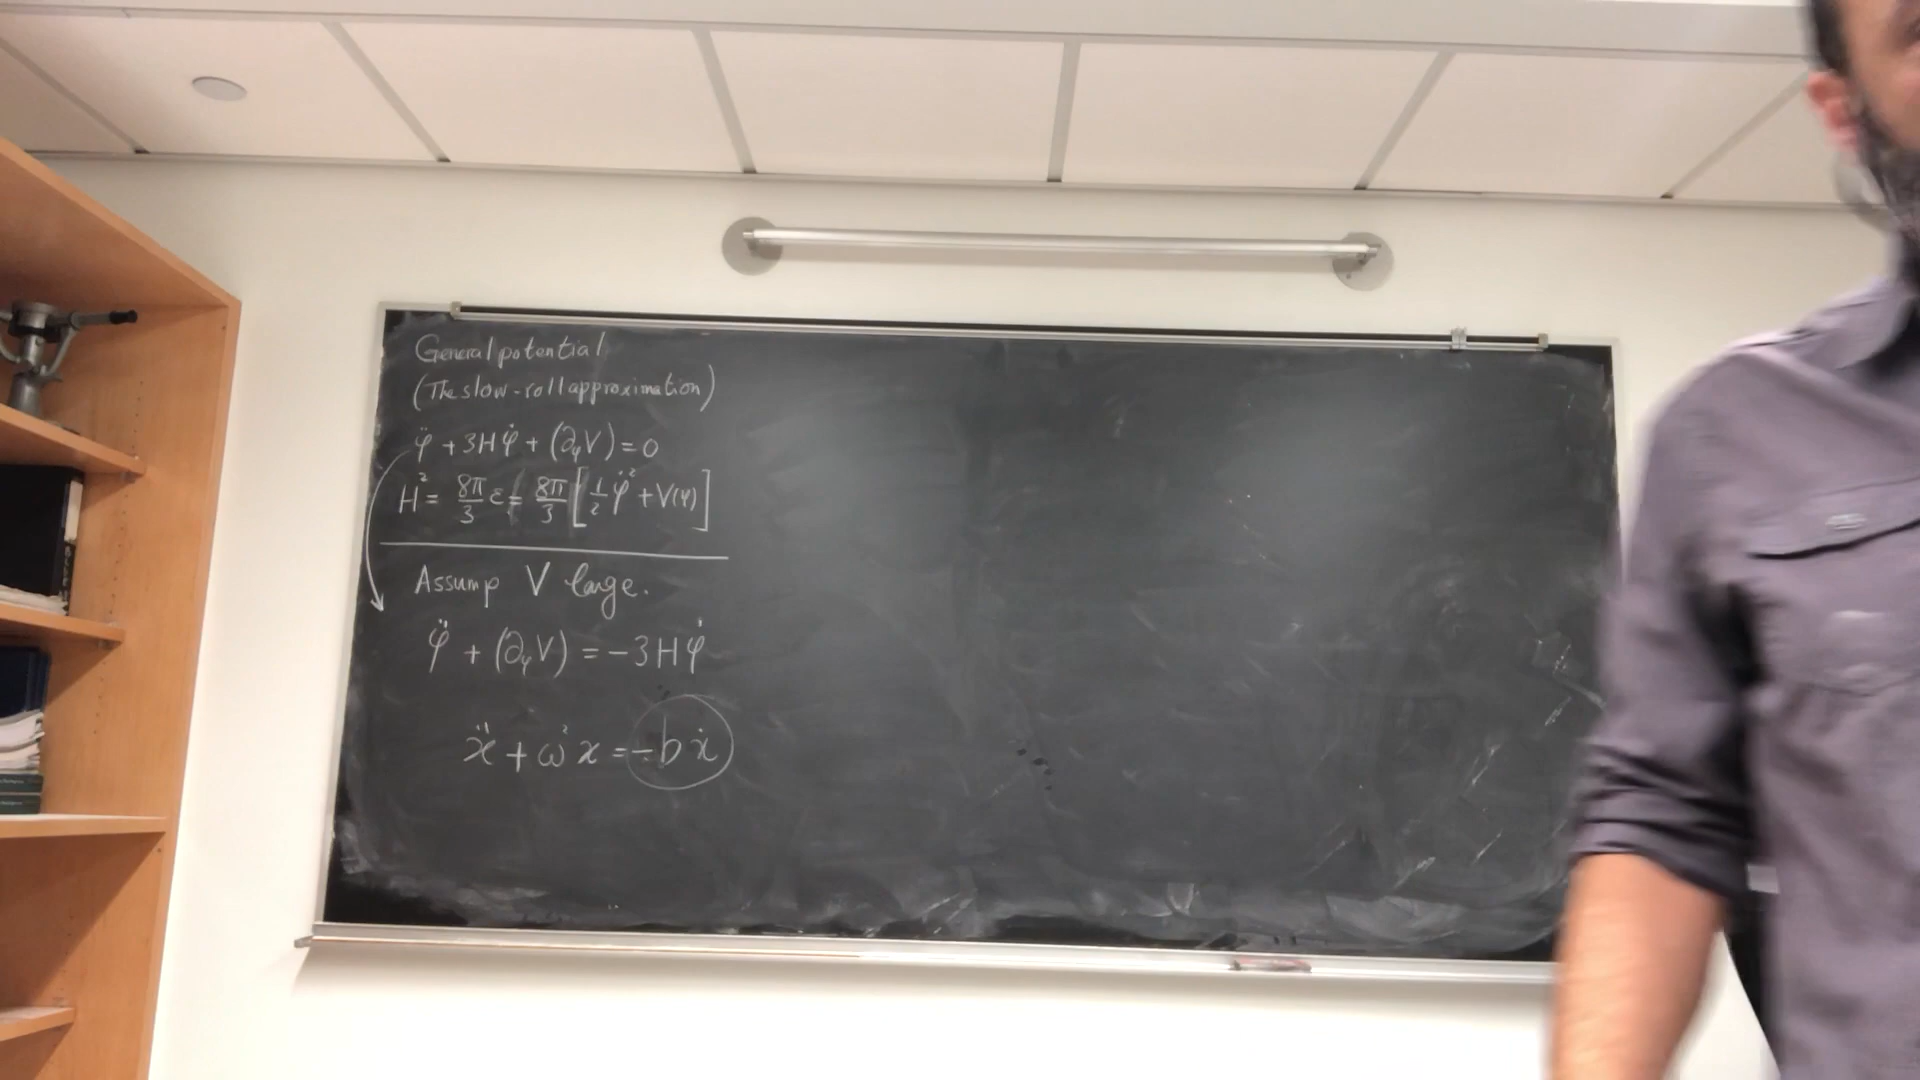 General potential
(The slow-roll approximation)
φ̈ + 3Hφ̇ + (∂φV) = 0
H² = 8π/3 ε = 8π/3 [1/2 φ̇² + V(φ)]
Assump V large.
φ̈ + (∂φV) = -3Hφ̇
ẍ + ω²x = -bẋ